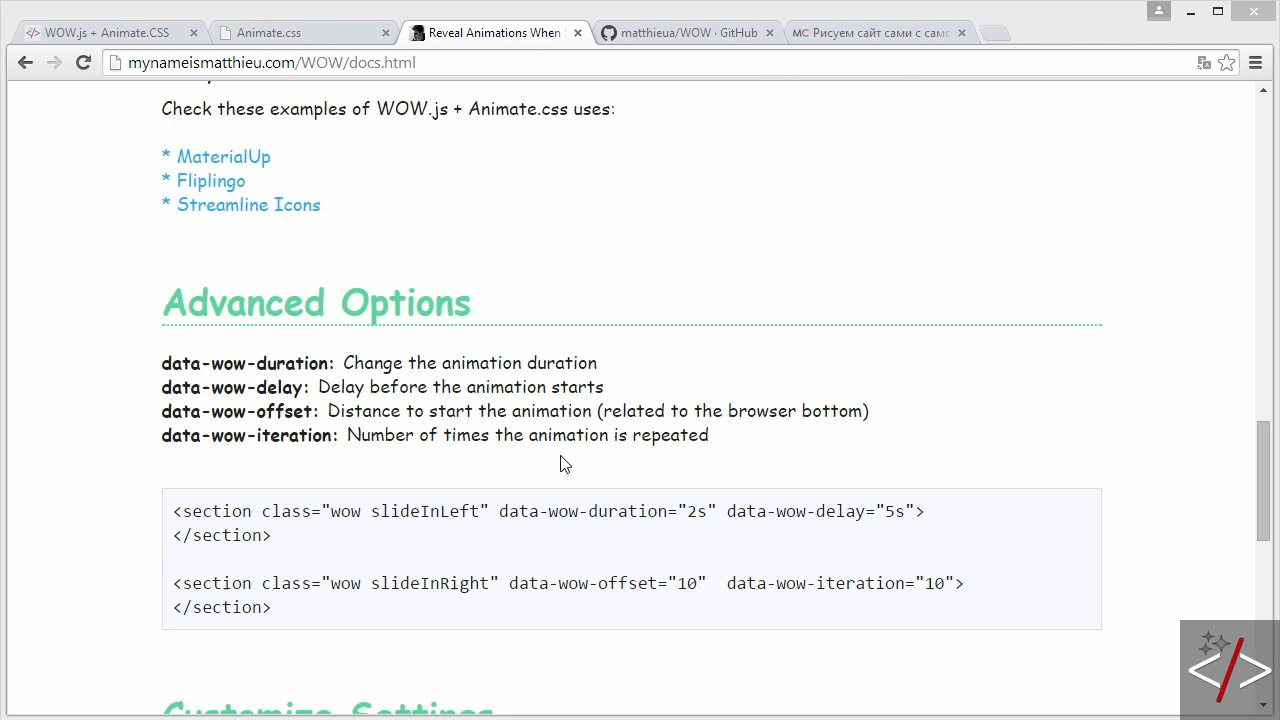 WOW.js + Animate.CSS
Animate.css
Reveal Animations When
matthieua/WOW · GitHub
МС Рисуем сайт сами с само
mynameismatthieu.com/WOW/docs.html
Check these examples of WOW.js + Animate.css uses:
* MaterialUp
* Fliplingo
* Streamline Icons
Advanced Options
data-wow-duration: Change the animation duration
data-wow-delay: Delay before the animation starts
data-wow-offset: Distance to start the animation (related to the browser bottom)
data-wow-iteration: Number of times the animation is repeated
<section class="wow slideInLeft" data-wow-duration="2s" data-wow-delay="5s">
</section>
<section class="wow slideInRight" data-wow-offset="10"  data-wow-iteration="10">
</section>
Customize Settings